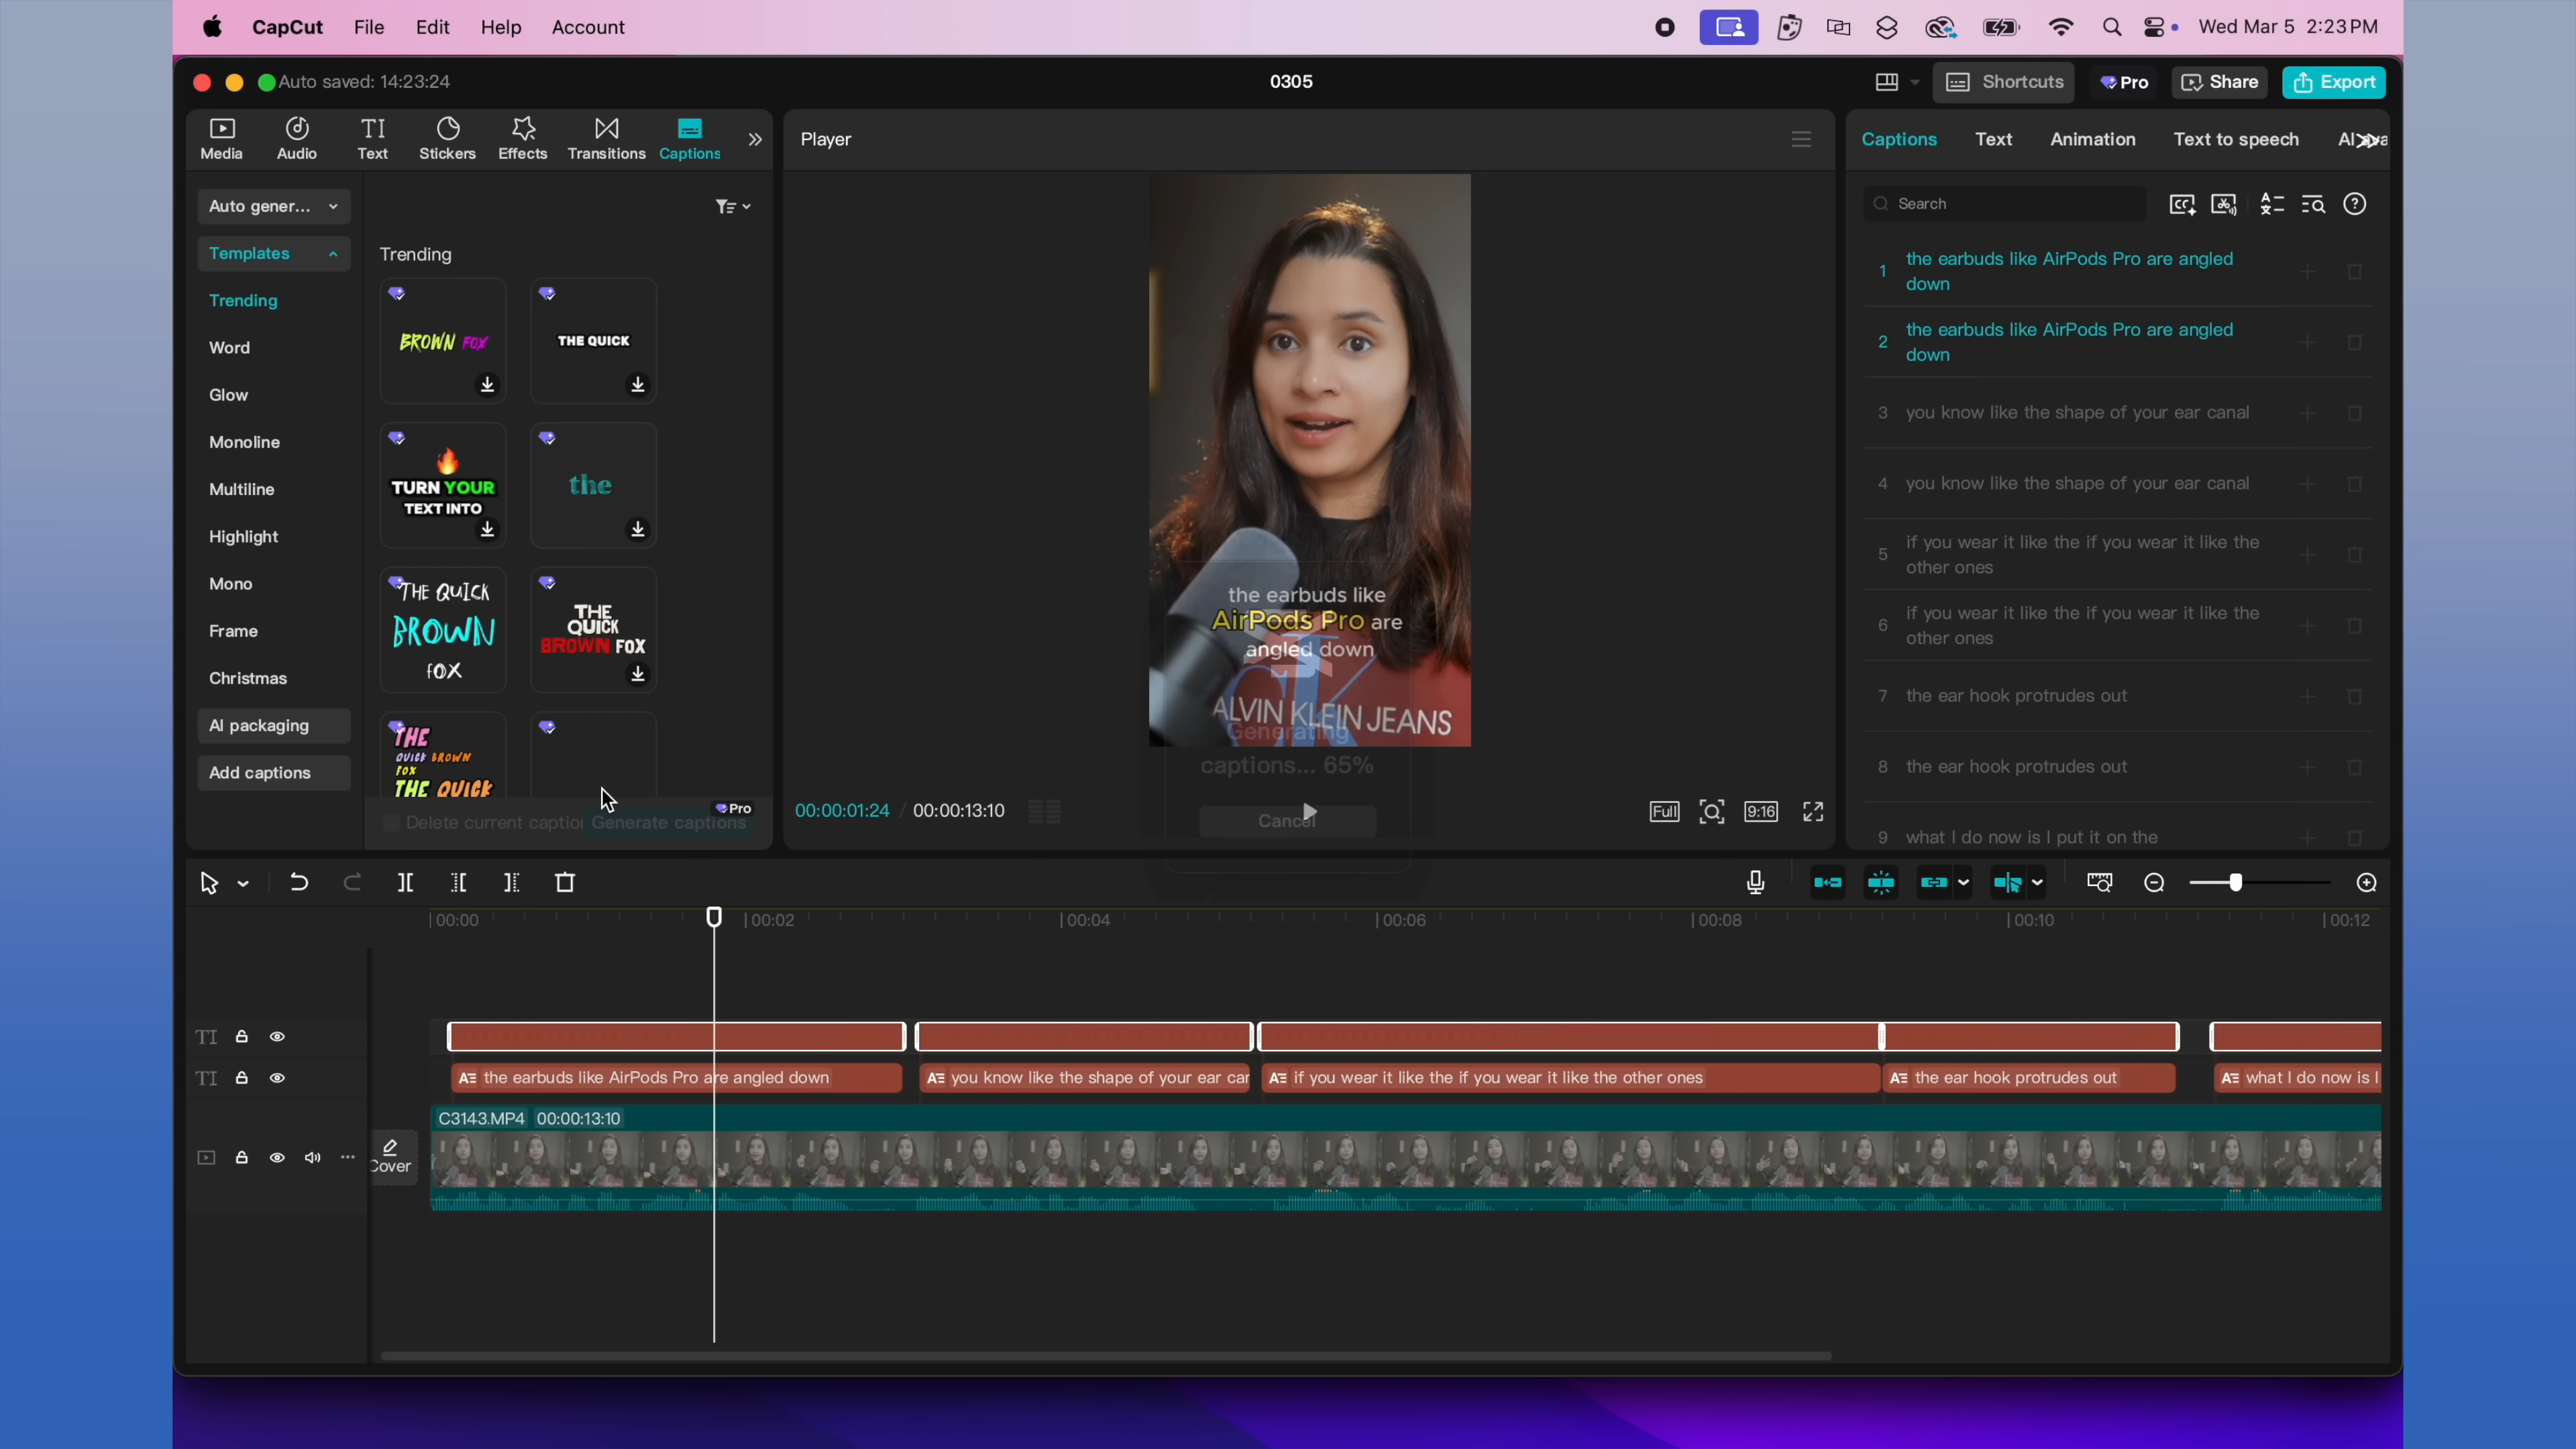 CapCut File Edit Help Account
Wed Mar 5 2:23 PM
Auto saved: 14:23:24
0305
Shortcuts
Pro
Share
Export
Media
Audio
Text
Stickers
Effects
Transitions
Captions
Player
Captions
Text
Animation
Text to speech
Auto gener...
Templates
Trending
Word
Glow
Monoline
Multiline
Highlight
Mono
Frame
Christmas
AI packaging
Add captions
Trending
BROWN FOX
THE QUICK
TURN YOUR
TEXT INTO
the
THE QUICK
BROWN
FOX
THE
QUICK
BROWN FOX
THE
QUICK BROWN
FOX
THE QUICK
Delete current caption
Generate captions
Pro
the earbuds like
AirPods Pro are
angled down
ALVIN KLEIN JEANS
Generating
captions... 65%
Cancel
00:00:01:24 / 00:00:13:10
Full
9:16
Search
1 the earbuds like AirPods Pro are angled
down
2 the earbuds like AirPods Pro are angled
down
3 you know like the shape of your ear canal
4 you know like the shape of your ear canal
5 if you wear it like the if you wear it like the
other ones
6 if you wear it like the if you wear it like the
other ones
7 the ear hook protrudes out
8 the ear hook protrudes out
9 what I do now is I put it on the
00:00
00:02
00:04
00:06
00:08
00:10
00:12
the earbuds like AirPods Pro are angled down
you know like the shape of your ear car
if you wear it like the if you wear it like the other ones
the ear hook protrudes out
what I do now is I
C3143.MP4 00:00:13:10
Cover